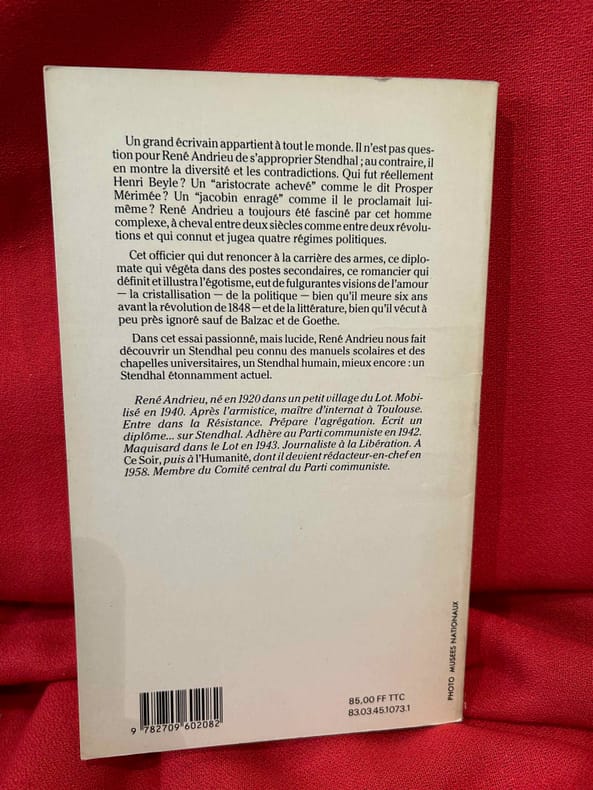 Un grand écrivain appartient à tout le monde. Il n'est pas ques-
tion pour René Andrieu de s'approprier Stendhal ; au contraire, il
en montre la diversité et les contradictions. Qui fut réellement
Henri Beyle ? Un “aristocrate achevé” comme le dit Prosper
Mérimée ? Un “jacobin enragé” comme il le proclamait lui-
même ? René Andrieu a toujours été fasciné par cet homme
complexe, à cheval entre deux siècles comme entre deux révolu-
tions et qui connut et jugea quatre régimes politiques.
Cet officier qui dut renoncer à la carrière des armes, ce diplo-
mate qui végéta dans des postes secondaires, ce romancier qui
définit et illustra l'égotisme, eut de fulgurantes visions de l'amour
— la cristallisation — de la politique — bien qu'il meure six ans
avant la révolution de 1848 — et de la littérature, bien qu'il vécut à
peu près ignoré sauf de Balzac et de Goethe.
Dans cet essai passionné, mais lucide, René Andrieu nous fait
découvrir un Stendhal peu connu des manuels scolaires et des
chapelles universitaires, un Stendhal humain, mieux encore : un
Stendhal étonnamment actuel.
René Andrieu, né en 1920 dans un petit village du Lot. Mobi-
lisé en 1940. Après l'armistice, maître d'internat à Toulouse.
Entre dans la Résistance. Prépare l'agrégation. Ecrit un
diplôme... sur Stendhal. Adhère au Parti communiste en 1942.
Maquisard dans le Lot en 1943. Journaliste à la Libération. A
Ce Soir, puis à l'Humanité, dont il devient rédacteur-en-chef en
1958. Membre du Comité central du Parti communiste.
PHOTO MUSEES NATIONAUX
85,00 FF TTC
83.03.45.1073.1
9 782709 602082